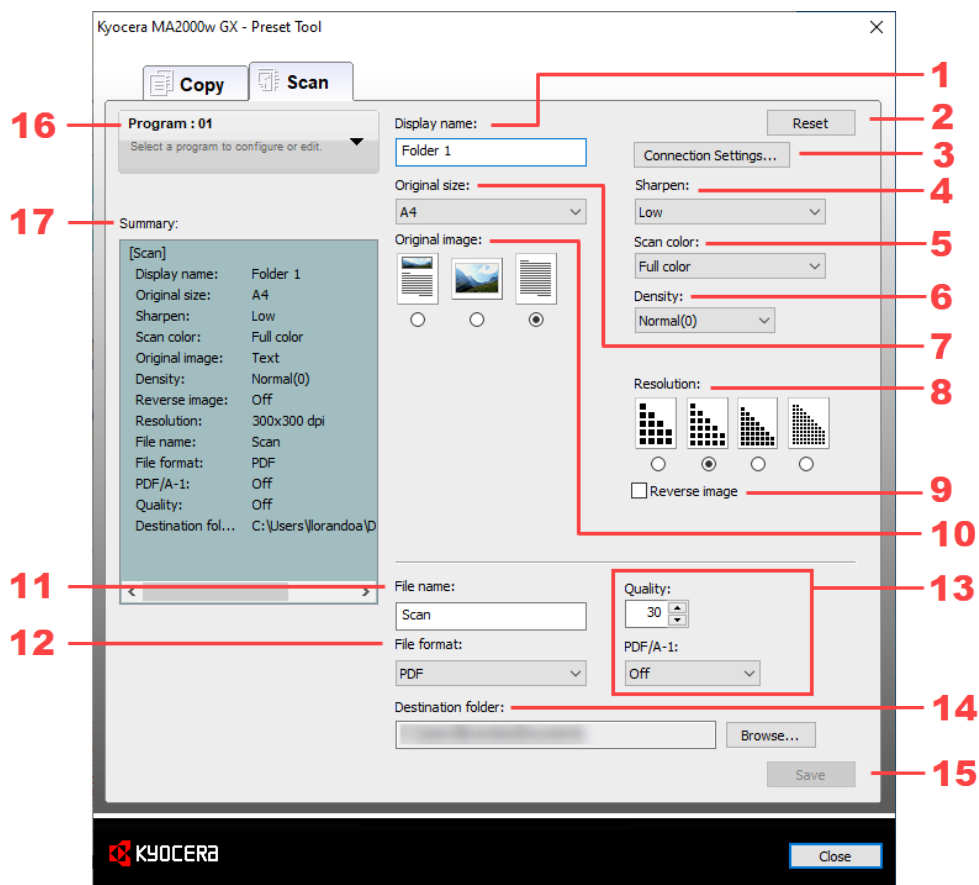 Kyocera MA2000w GX - Preset Tool
Copy
Scan
1
16
Program : 01
Select a program to configure or edit.
Display name:
Folder 1
Reset
2
Connection Settings...
3
Original size:
A4
Sharpen:
Low
4
17
Summary:
Original image:
Scan color:
Full color
5
Density:
Normal(0)
6
7
[Scan]
Display name: Folder 1
Original size: A4
Sharpen: Low
Scan color: Full color
Original image: Text
Density: Normal(0)
Reverse image: Off
Resolution: 300x300 dpi
File name: Scan
File format: PDF
PDF/A-1: Off
Quality: Off
Destination fol... C:\Users\llorandoa\D
Resolution:
8
Reverse image
9
10
11
File name:
Scan
Quality:
30
13
12
File format:
PDF
PDF/A-1:
Off
Destination folder:
14
Browse...
Save
15
KYOCERA
Close